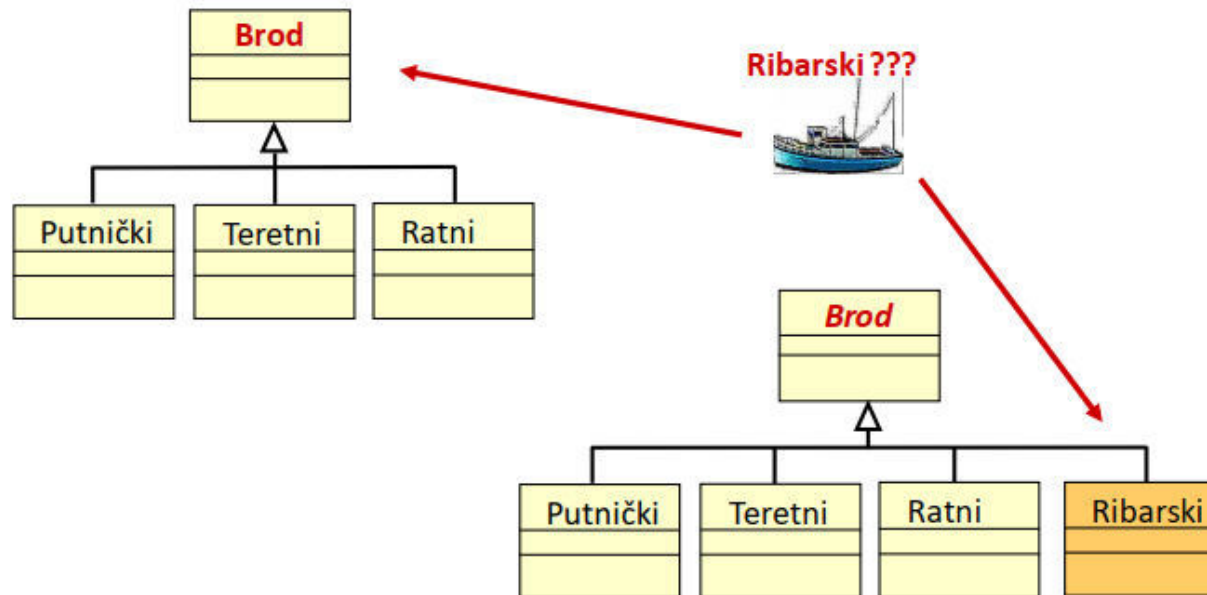 Brod
Ribarski ???
Putnički
Teretni
Ratni
Brod
Putnički
Teretni
Ratni
Ribarski